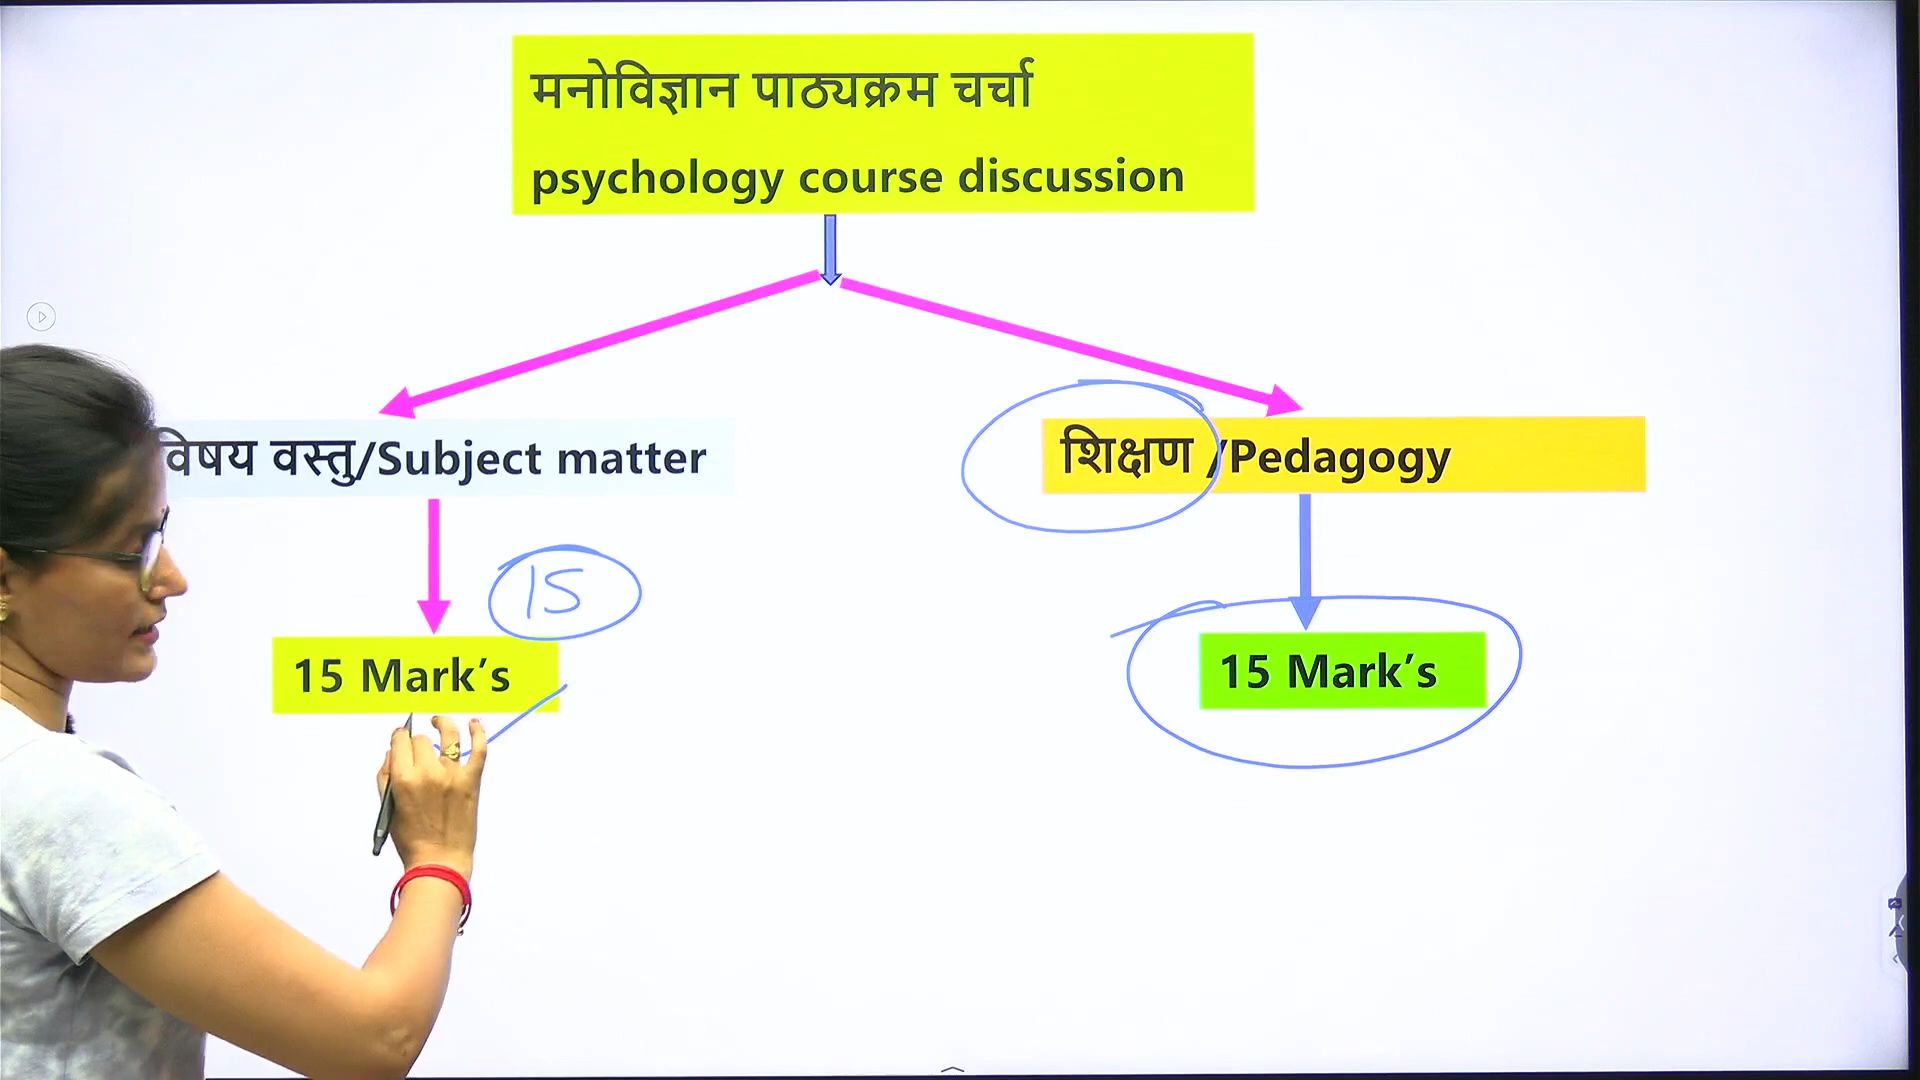 मनोविज्ञान पाठ्यक्रम चर्चा
psychology course discussion
विषय वस्तु/Subject matter
शिक्षण /Pedagogy
15
15 Mark’s
15 Mark’s